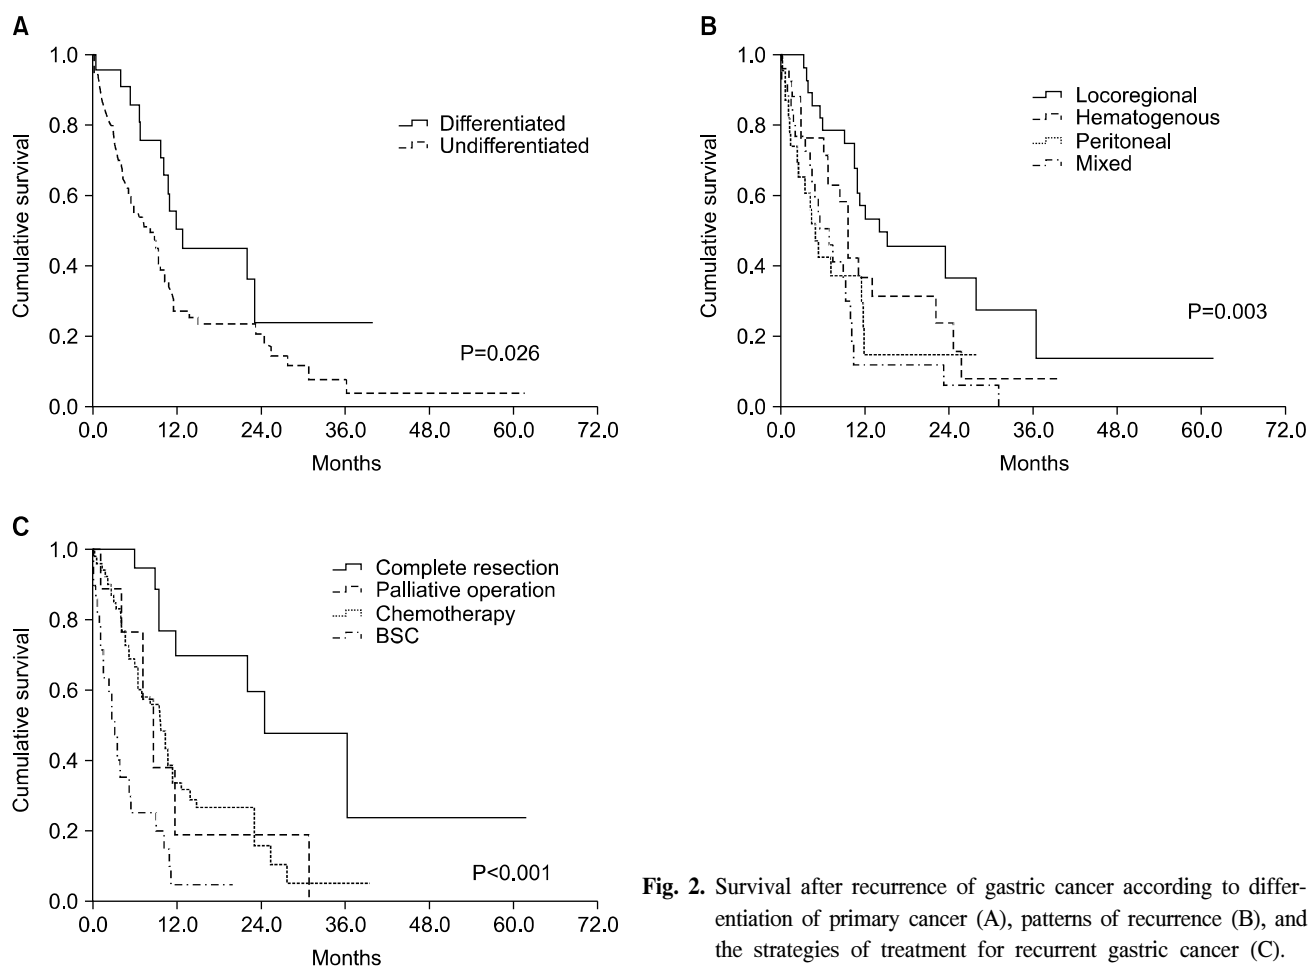 A
1.0
0.8
0.6
0.4
0.2
0.0
Cumulative survival
Differentiated
Undifferentiated
P=0.026
0.0 12.0 24.0 36.0 48.0 60.0 72.0
Months
B
1.0
0.8
0.6
0.4
0.2
0.0
Cumulative survival
Locoregional
Hematogenous
Peritoneal
Mixed
P=0.003
0.0 12.0 24.0 36.0 48.0 60.0 72.0
Months
C
1.0
0.8
0.6
0.4
0.2
0.0
Cumulative survival
Complete resection
Palliative operation
Chemotherapy
BSC
P<0.001
0.0 12.0 24.0 36.0 48.0 60.0 72.0
Months
Fig. 2. Survival after recurrence of gastric cancer according to differ-
entiation of primary cancer (A), patterns of recurrence (B), and
the strategies of treatment for recurrent gastric cancer (C).